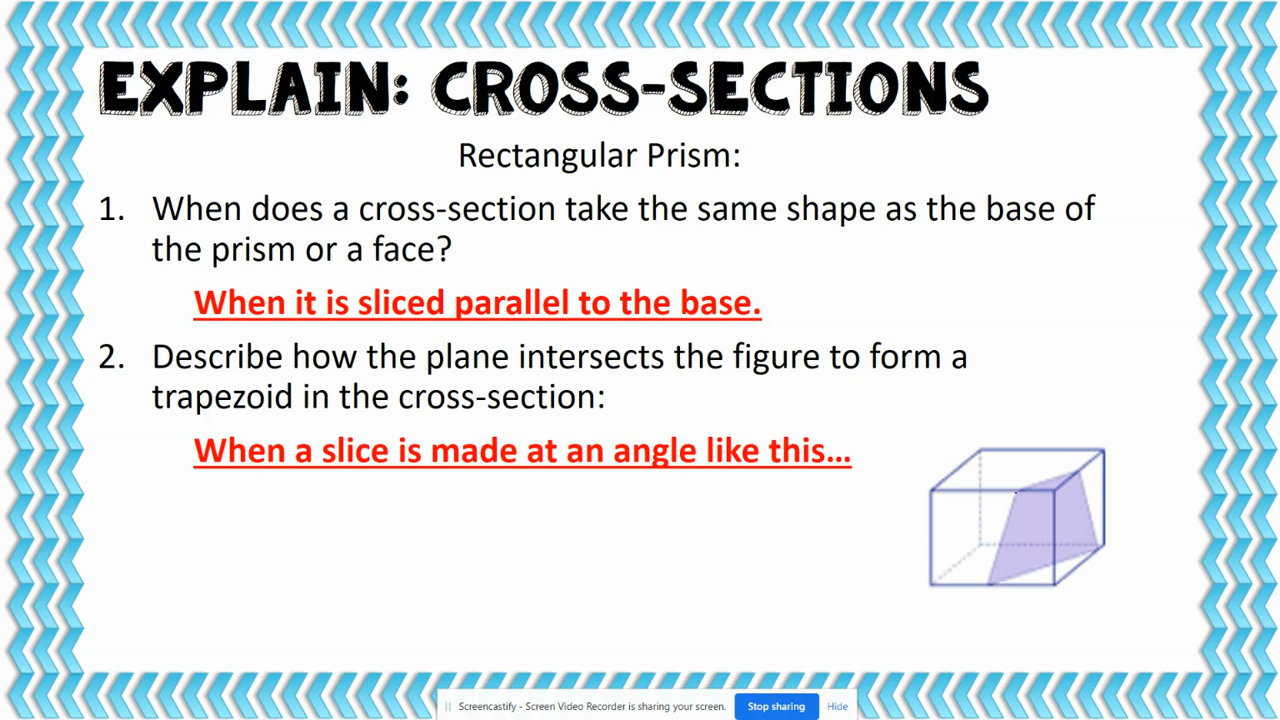 EXPLAIN: CROSS-SECTIONS
Rectangular Prism:
1. When does a cross-section take the same shape as the base of
the prism or a face?
When it is sliced parallel to the base.
2. Describe how the plane intersects the figure to form a
trapezoid in the cross-section:
When a slice is made at an angle like this...
Screencastify - Screen Video Recorder is sharing your screen. Stop sharing Hide